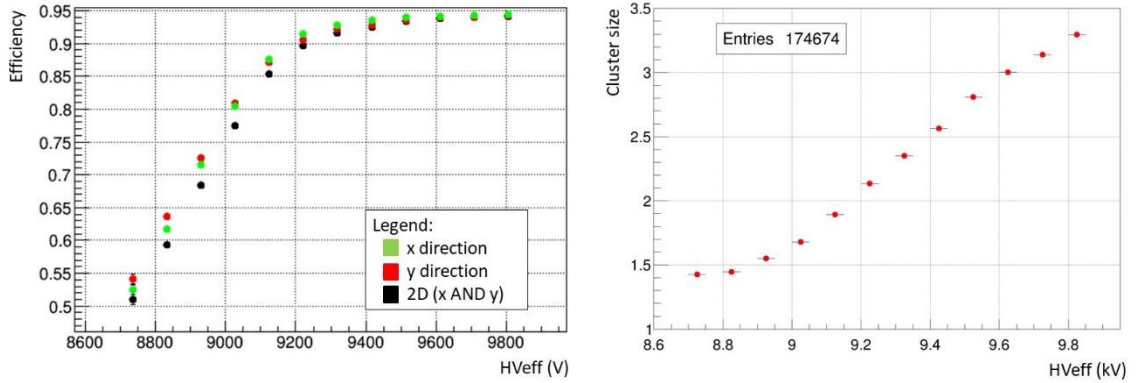 Efficiency
0.95
0.9
0.85
0.8
0.75
0.7
0.65
0.6
0.55
0.5
8600 8800 9000 9200 9400 9600 9800
HVeff (V)
Legend:
x direction
y direction
2D (x AND y)
Cluster size
3.5
3
2.5
2
1.5
1
Entries 174674
8.6 8.8 9 9.2 9.4 9.6 9.8
HVeff (kV)